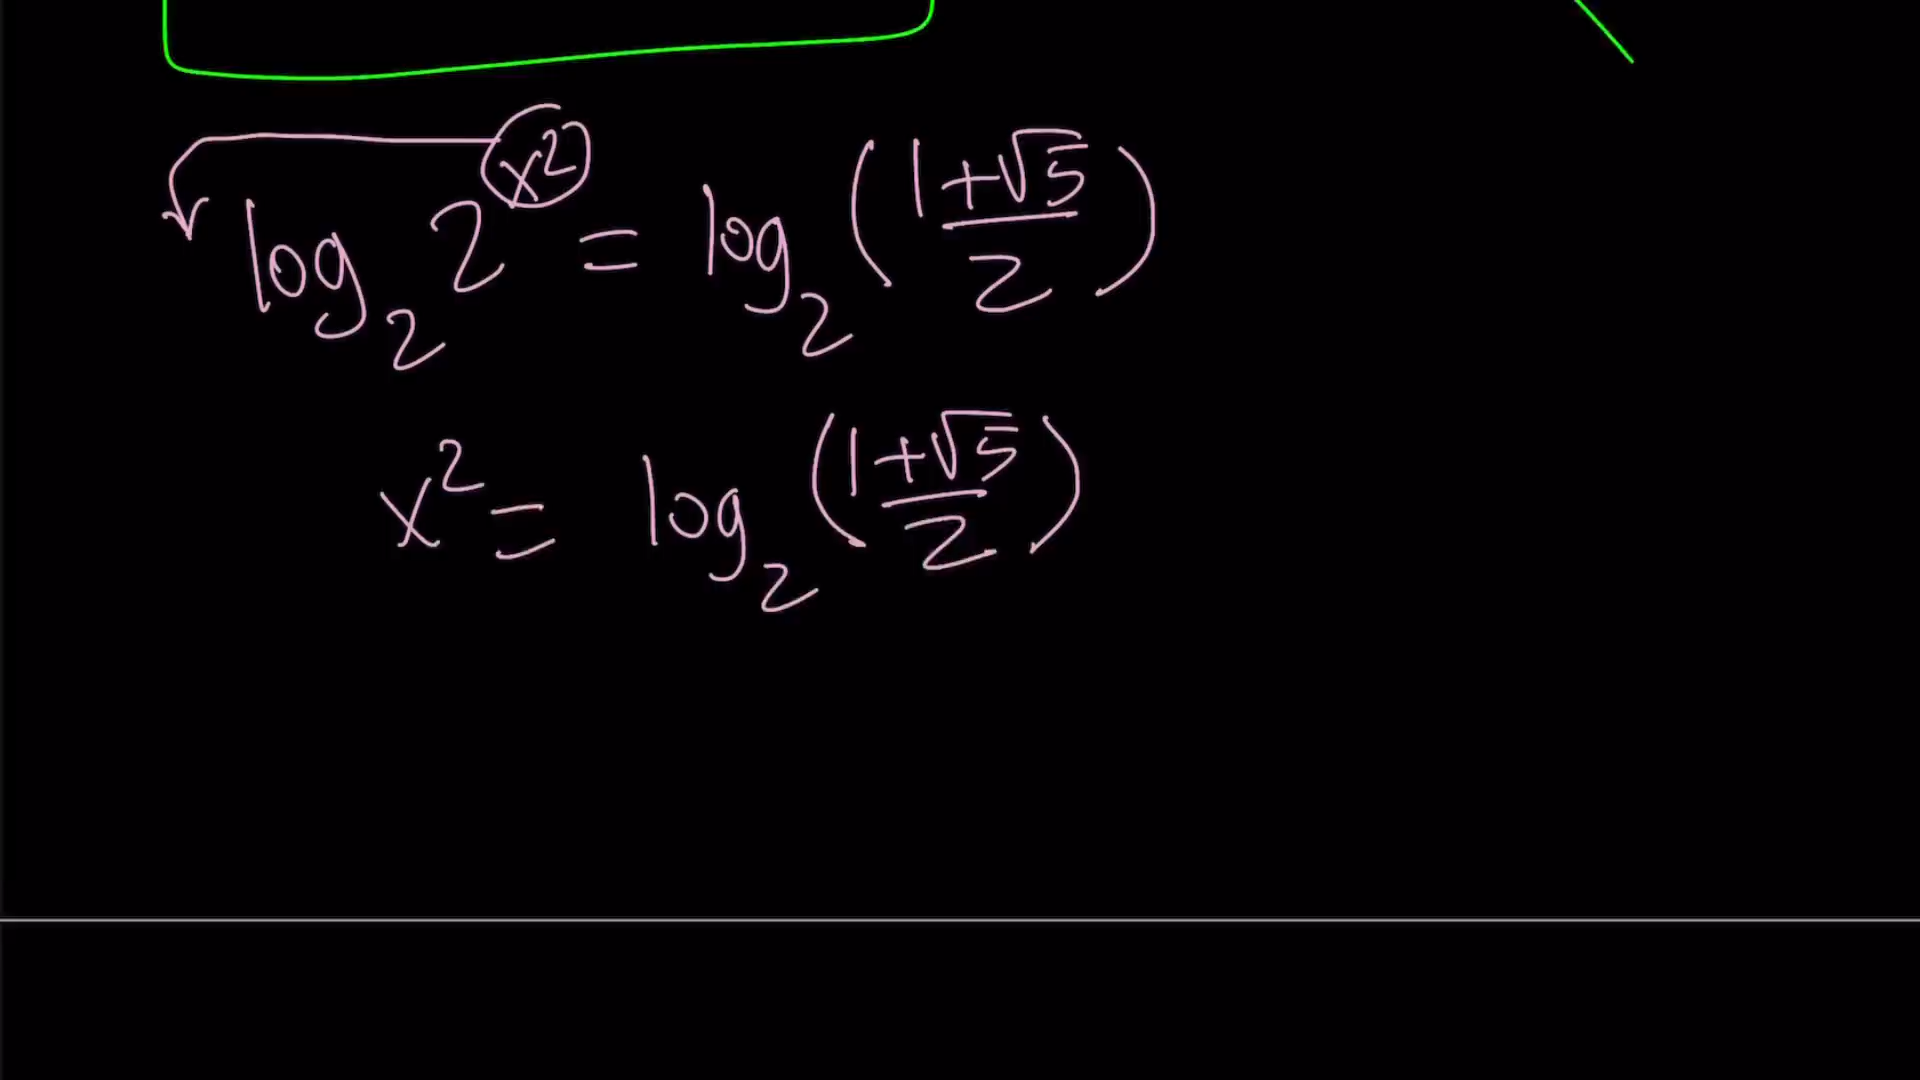 log₂ 2^(x²) = log₂ ((1+√5)/2)
x² = log₂ ((1+√5)/2)